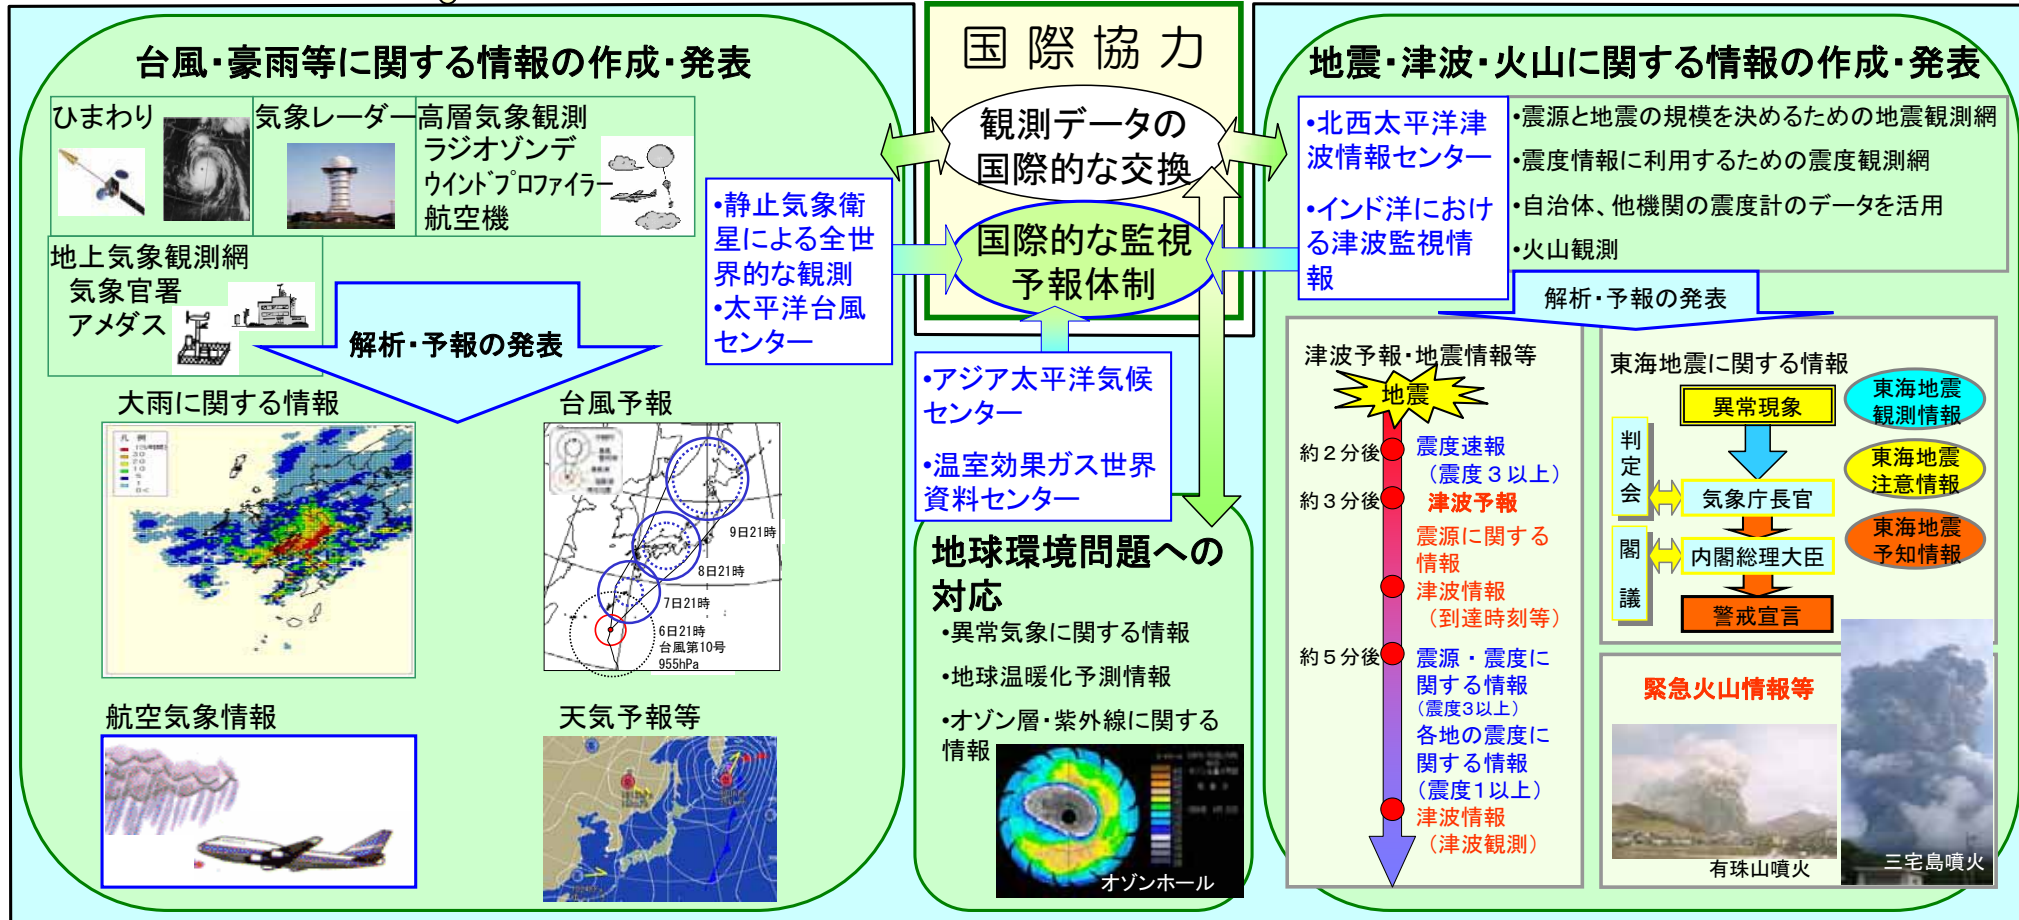 台風・豪雨等に関する情報の作成・発表
ひまわり
気象レーダー
高層気象観測
ラジオゾンデ
ウインドプロファイラー
航空機
地上気象観測網
気象官署
アメダス
解析・予報の発表
•静止気象衛
星による全世
界的な観測
•太平洋台風
センター
大雨に関する情報
凡 例
台風予報
9日21時
8日21時
7日21時
6日21時
台風第10号
955hPa
航空気象情報
天気予報等
国際協力
観測データの
国際的な交換
国際的な監視
予報体制
•アジア太平洋気候
センター
•温室効果ガス世界
資料センター
地球環境問題への
対応
•異常気象に関する情報
•地球温暖化予測情報
•オゾン層・紫外線に関する
情報
オゾンホール
地震・津波・火山に関する情報の作成・発表
•北西太平洋津
波情報センター
•インド洋におけ
る津波監視情
報
•震源と地震の規模を決めるための地震観測網
•震度情報に利用するための震度観測網
•自治体、他機関の震度計のデータを活用
•火山観測
解析・予報の発表
津波予報・地震情報等
地震
約2分後
震度速報
（震度3以上）
約3分後
津波予報
震源に関する
情報
津波情報
（到達時刻等）
約5分後
震源・震度に
関する情報
（震度3以上）
各地の震度に
関する情報
（震度1以上）
津波情報
（津波観測）
東海地震に関する情報
異常現象
判定会
気象庁長官
閣議
内閣総理大臣
警戒宣言
東海地震
観測情報
東海地震
注意情報
東海地震
予知情報
緊急火山情報等
有珠山噴火
三宅島噴火